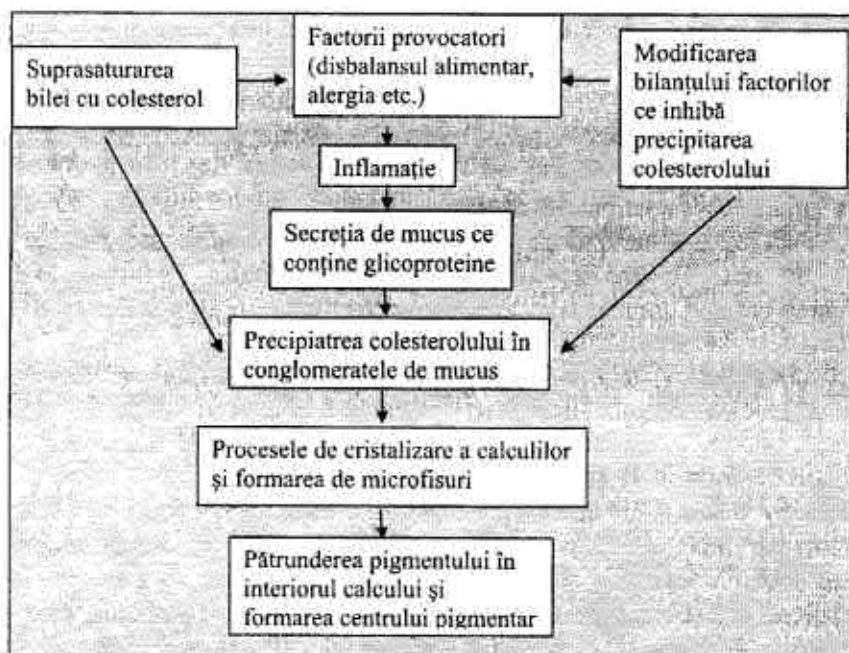 Factorii provocatori
(disbalansul alimentar,
alergia etc.)
Suprasaturarea
bilei cu colesterol
Modificarea
bilanțului factorilor
ce inhibă
precipitarea
colesterolului
Inflamație
Secreția de mucus ce
conține glicoproteine
Precipiatrea colesterolului în
conglomeratele de mucus
Procesele de cristalizare a calculilor
și formarea de microfisuri
Pătrunderea pigmentului în
interiorul calcului și
formarea centrului pigmentar